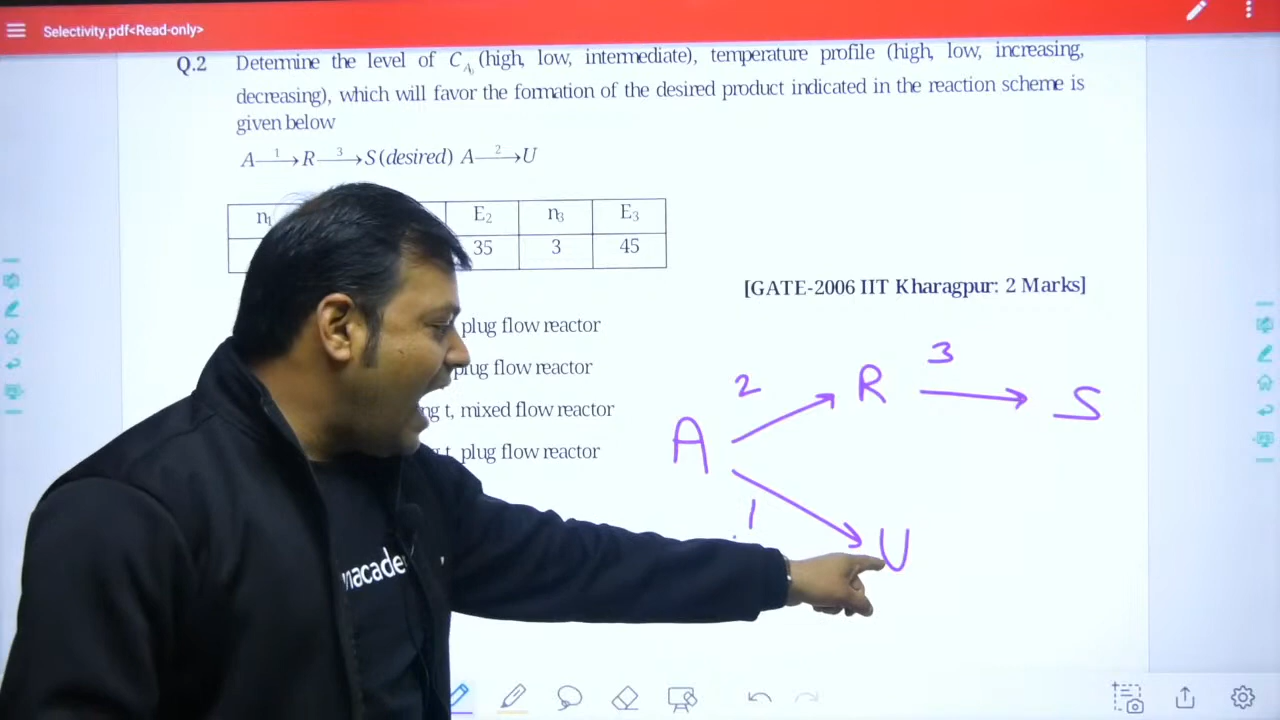 Selectivity.pdf<Read-only>
Q.2 Determine the level of C_A₀ (high, low, intermediate), temperature profile (high, low, increasing,
decreasing), which will favor the formation of the desired product indicated in the reaction scheme is
given below
A —1→ R —3→ S(desired) A —2→ U
n₁ E₂ n₃ E₃
35 3 45
[GATE-2006 IIT Kharagpur: 2 Marks]
plug flow reactor
plug flow reactor
t, mixed flow reactor
t, plug flow reactor
2 R 3 S
A
1 U